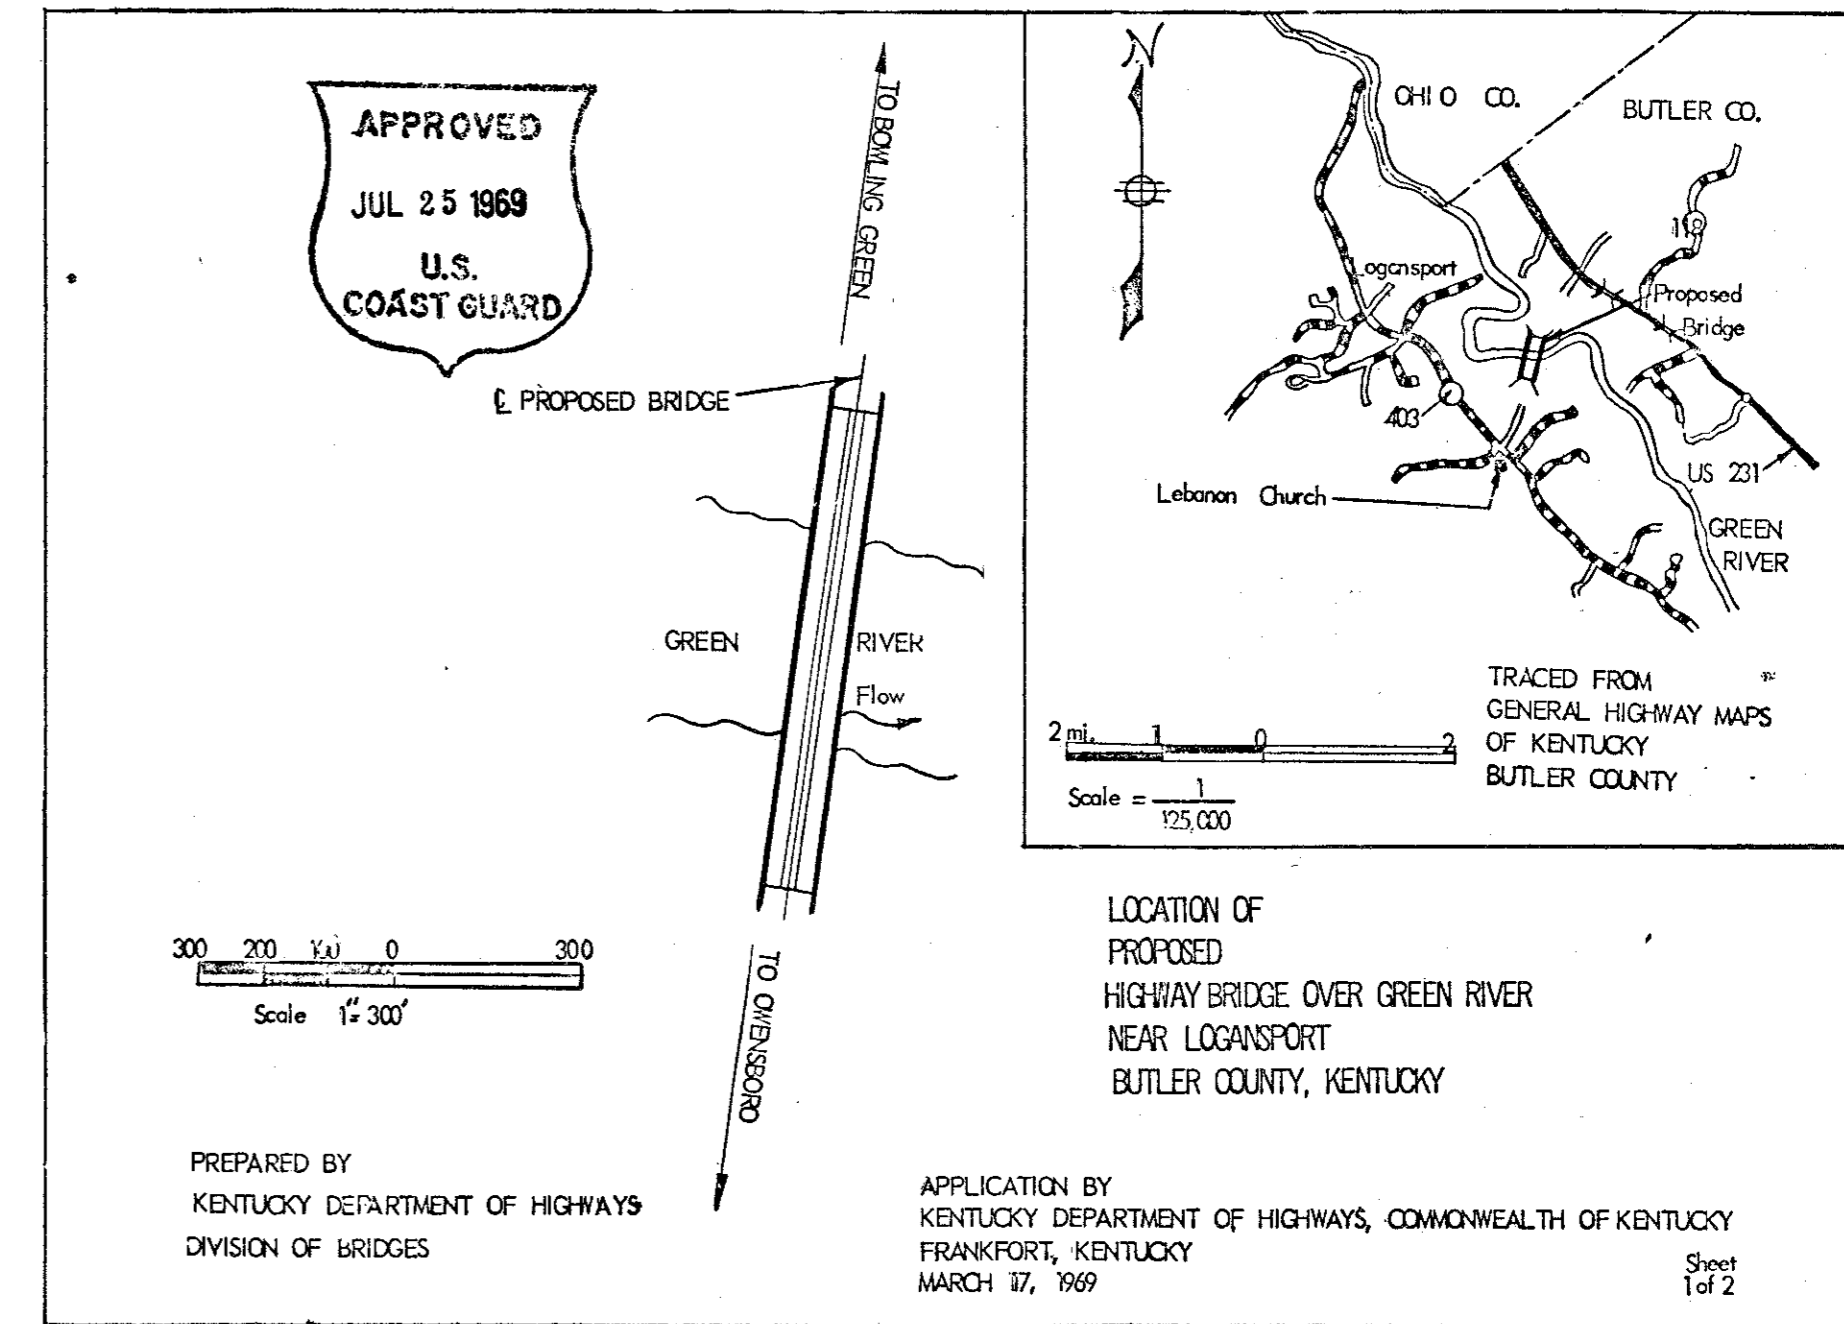 APPROVED
JUL 25 1969
U.S.
COAST GUARD
TO BOWLING GREEN
℄ PROPOSED BRIDGE
GREEN RIVER
Flow
300 200 100 0 300
Scale 1"= 300'
TO OWENSBORO
PREPARED BY
KENTUCKY DEPARTMENT OF HIGHWAYS
DIVISION OF BRIDGES
N
OHIO CO.
BUTLER CO.
Logansport
Proposed
Bridge
403
US 231
Lebanon Church
GREEN
RIVER
2 mi. 1 0 2
Scale = 1
125,000
TRACED FROM
GENERAL HIGHWAY MAPS
OF KENTUCKY
BUTLER COUNTY
LOCATION OF
PROPOSED
HIGHWAY BRIDGE OVER GREEN RIVER
NEAR LOGANSPORT
BUTLER COUNTY, KENTUCKY
APPLICATION BY
KENTUCKY DEPARTMENT OF HIGHWAYS, COMMONWEALTH OF KENTUCKY
FRANKFORT, KENTUCKY
MARCH 17, 1969
Sheet
1 of 2